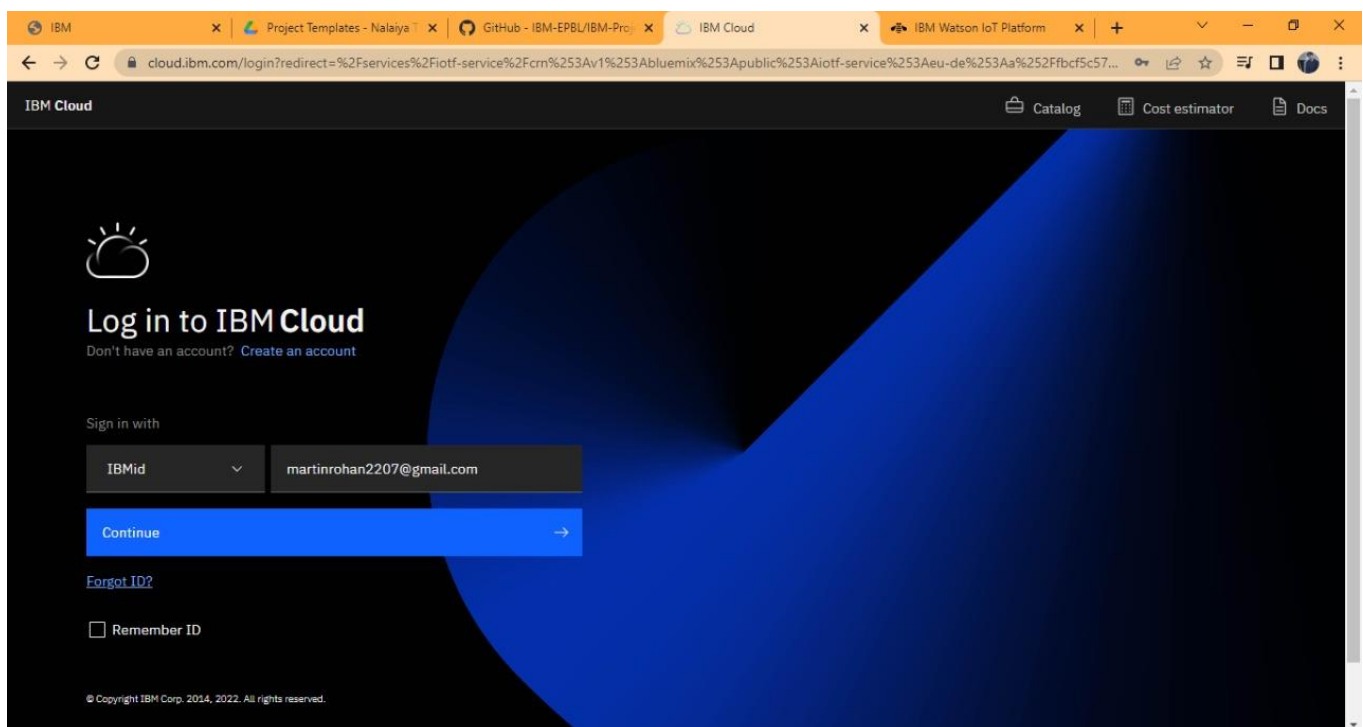 IBM
Project Templates - Nalaiya T
GitHub - IBM-EPBL/IBM-Proj
IBM Cloud
IBM Watson IoT Platform
cloud.ibm.com/login?redirect=%2Fservices%2Fiotf-service%2Fcrn%253Av1%253Abluemix%253Apublic%253Aiotf-service%253Aeu-de%253Aa%252Ffbcf5c57...
IBM Cloud
Catalog
Cost estimator
Docs
Log in to IBM Cloud
Don't have an account? Create an account
Sign in with
IBMid
martinrohan2207@gmail.com
Continue
Forgot ID?
Remember ID
© Copyright IBM Corp. 2014, 2022. All rights reserved.